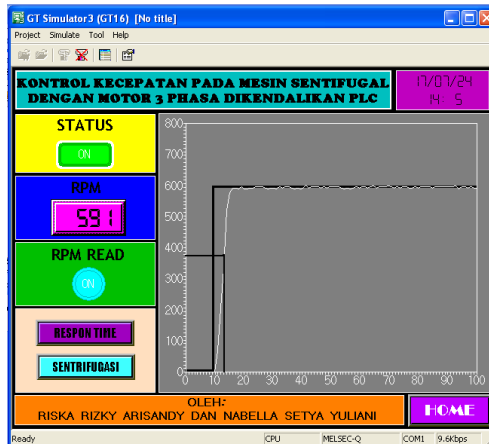 GT Simulator3 (GT16) [No title]
Project Simulate Tool Help
KONTROL KECEPATAN PADA MESIN SENTIFUGAL
DENGAN MOTOR 3 PHASA DIKENDALIKAN PLC
17/07/24
14: 5
STATUS
ON
RPM
591
RPM READ
ON
RESPON TIME
SENTRIFUGASI
800
700
600
500
400
300
200
100
0
0 10 20 30 40 50 60 70 80 90 100
OLEH:
RISKA RIZKY ARISANDY DAN NABELLA SETYA YULIANI
HOME
Ready CPU MELSEC-Q COM1 9.6Kbps